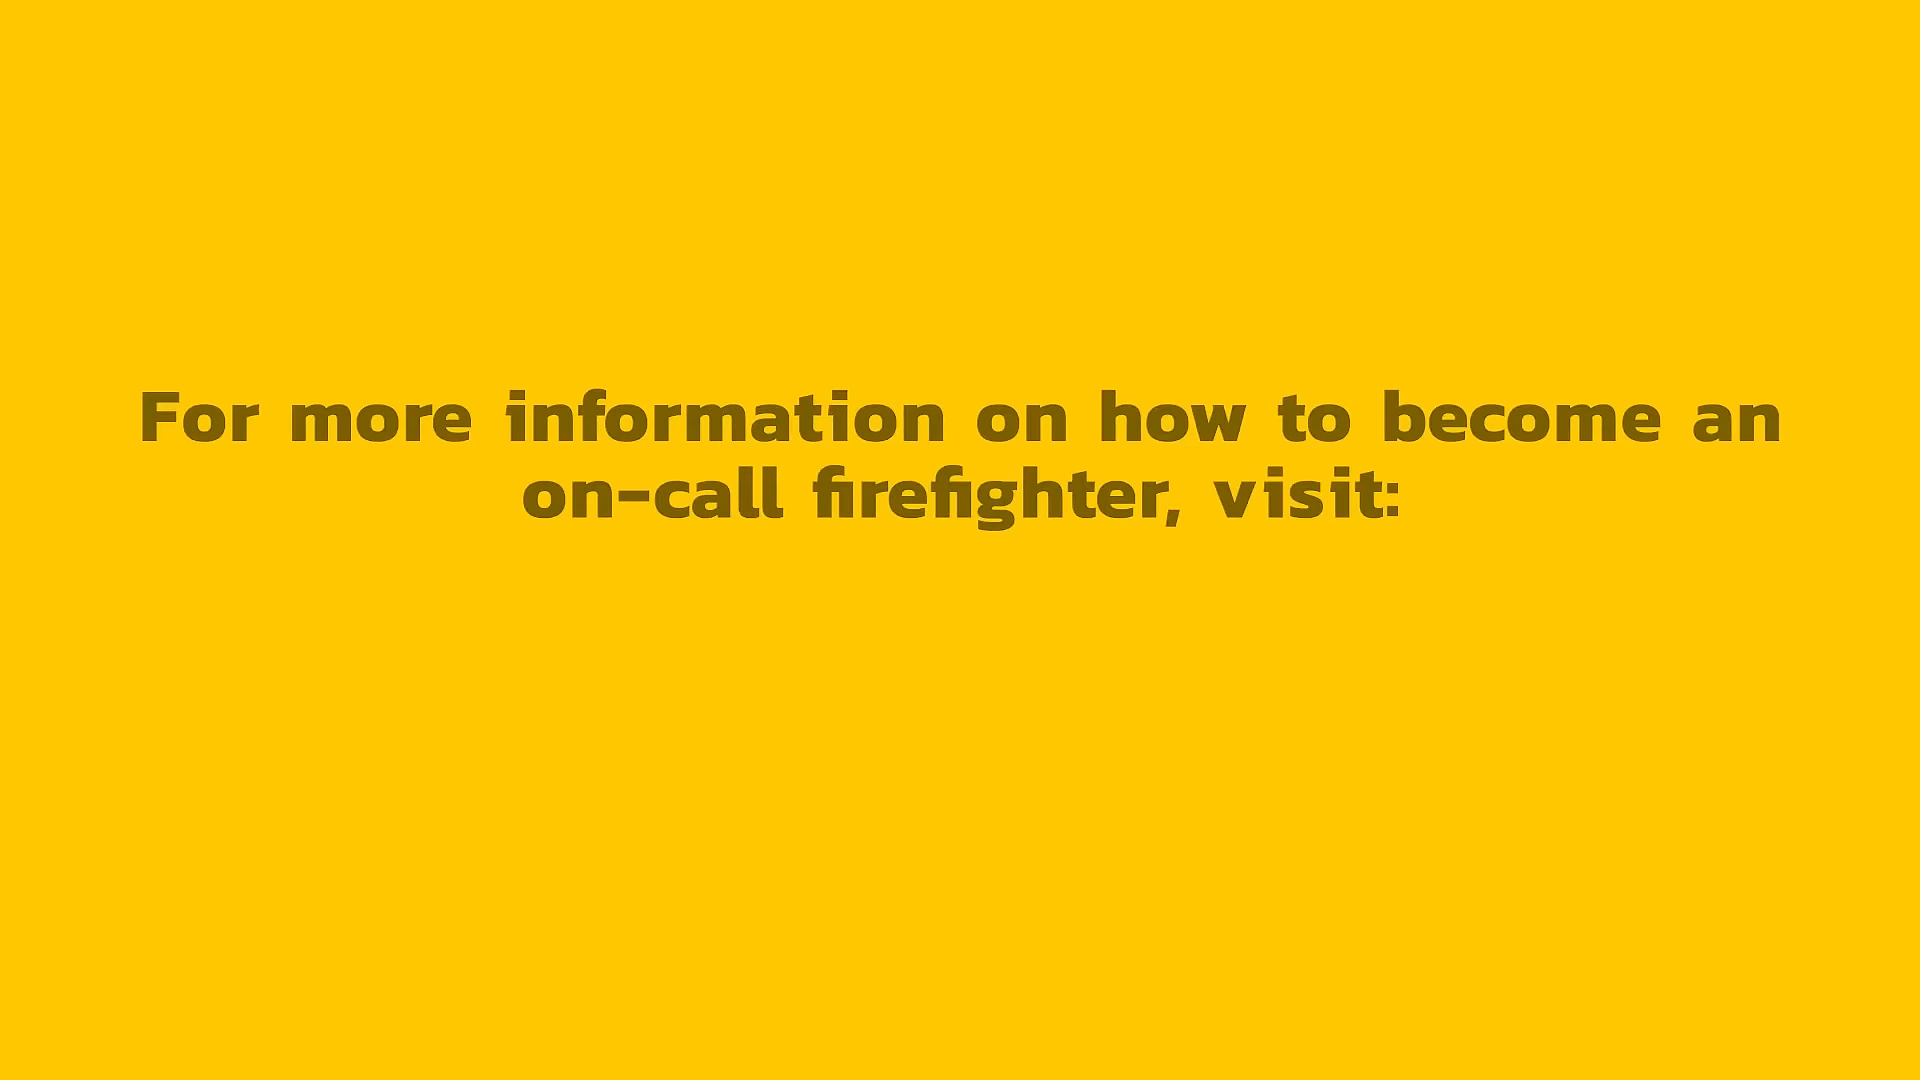 For more information on how to become an
on-call firefighter, visit: